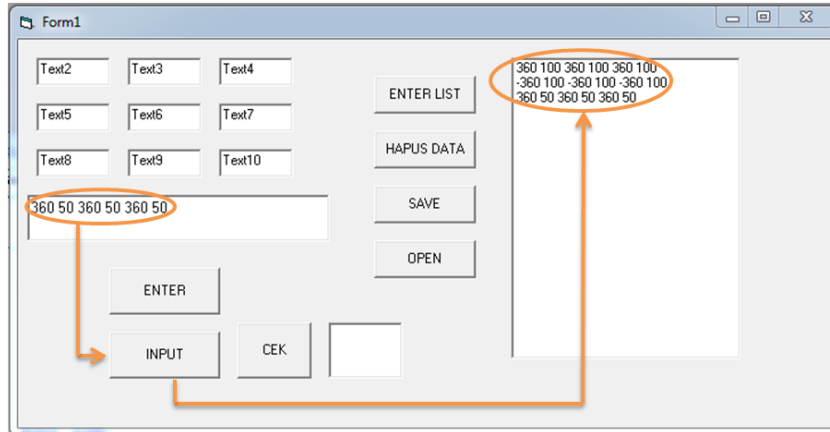 Form1
Text2 Text3 Text4
Text5 Text6 Text7
Text8 Text9 Text10
360 50 360 50 360 50
ENTER
INPUT
CEK
ENTER LIST
HAPUS DATA
SAVE
OPEN
360 100 360 100 360 100
-360 100 -360 100 -360 100
360 50 360 50 360 50